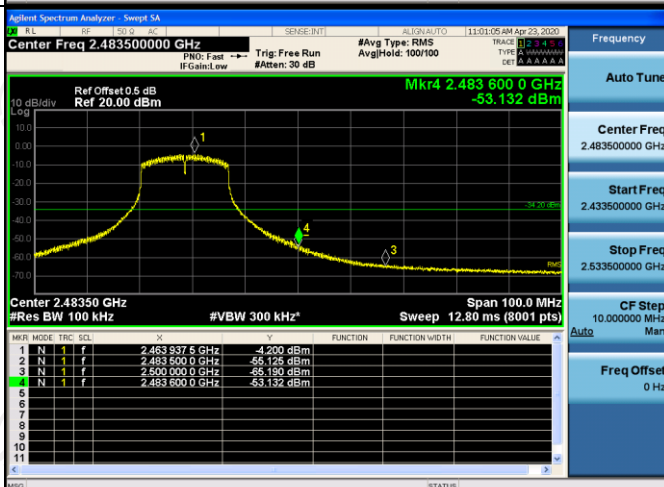 Agilent Spectrum Analyzer - Swept SA
RL RF 50 Ω AC SENSE:INT ALIGN AUTO 11:01:05 AM Apr 23, 2020
Center Freq 2.483500000 GHz #Avg Type: RMS TRACE 1 2 3 4 5 6
PNO: Fast Trig: Free Run Avg|Hold: 100/100 TYPE A
IFGain:Low #Atten: 30 dB DET A A A A A A
Mkr4 2.483 600 0 GHz
-53.132 dBm
Ref Offset 0.5 dB
10 dB/div Ref 20.00 dBm
Log
10.0
0.00
-10.0
-20.0
-30.0
-40.0
-50.0
-60.0
-70.0
1
4
3
-34.20 dBm
RMS
Center 2.48350 GHz Span 100.0 MHz
#Res BW 100 kHz #VBW 300 kHz* Sweep 12.80 ms (8001 pts)
MKR MODE TRC SCL X Y FUNCTION FUNCTION WIDTH FUNCTION VALUE
1 N 1 f 2.463 937 5 GHz -4.200 dBm
2 N 1 f 2.483 500 0 GHz -55.125 dBm
3 N 1 f 2.500 000 0 GHz -65.190 dBm
4 N 1 f 2.483 600 0 GHz -53.132 dBm
5
6
7
8
9
10
11
MSG STATUS
Frequency
Auto Tune
Center Freq
2.483500000 GHz
Start Freq
2.433500000 GHz
Stop Freq
2.533500000 GHz
CF Step
10.000000 MHz
Auto Man
Freq Offset
0 Hz